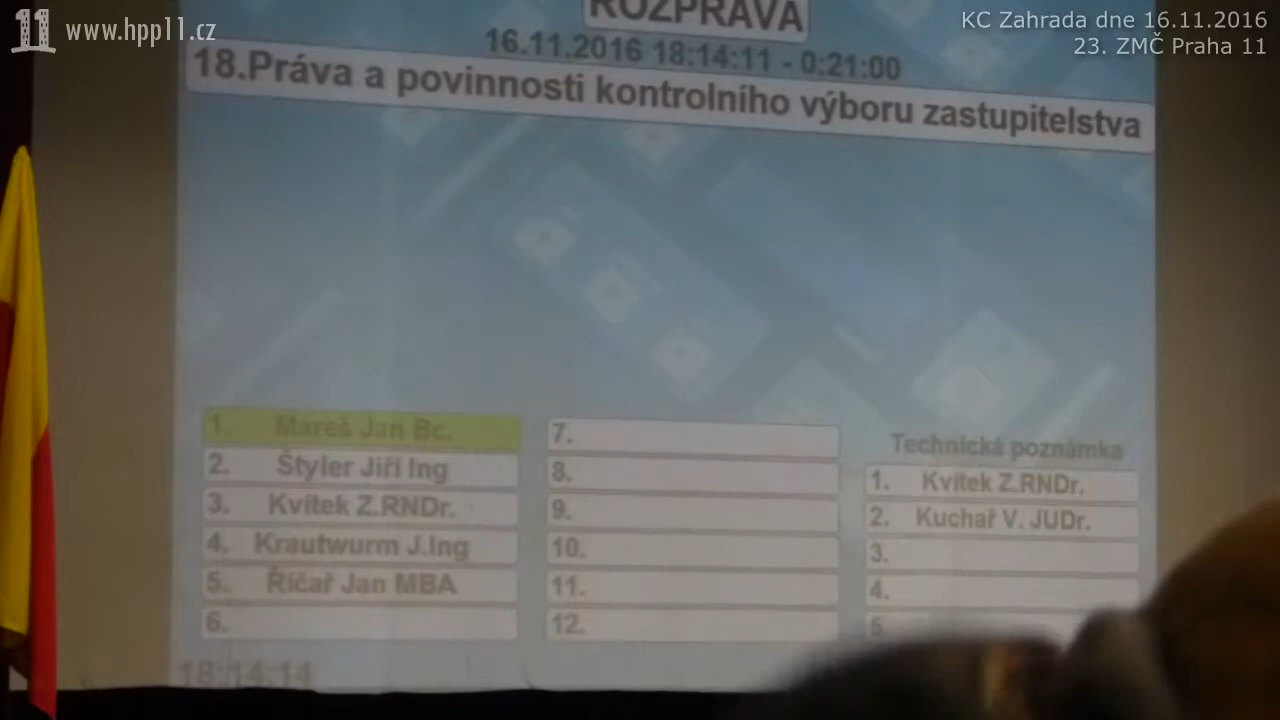 11 www.hpp11.cz
KC Zahrada dne 16.11.2016
23. ZMČ Praha 11
ROZPRAVA
16.11.2016 18:14:11 - 0:21:00
18.Práva a povinnosti kontrolního výboru zastupitelstva
1. Mareš Jan Bc.
2. Štyler Jiří Ing
3. Kvítek Z.RNDr.
4. Krautwurm J.Ing
5. Říčař Jan MBA
6.
7.
8.
9.
10.
11.
12.
Technická poznámka
1. Kvítek Z.RNDr.
2. Kuchař V. JUDr.
3.
4.
5.
18:14:14